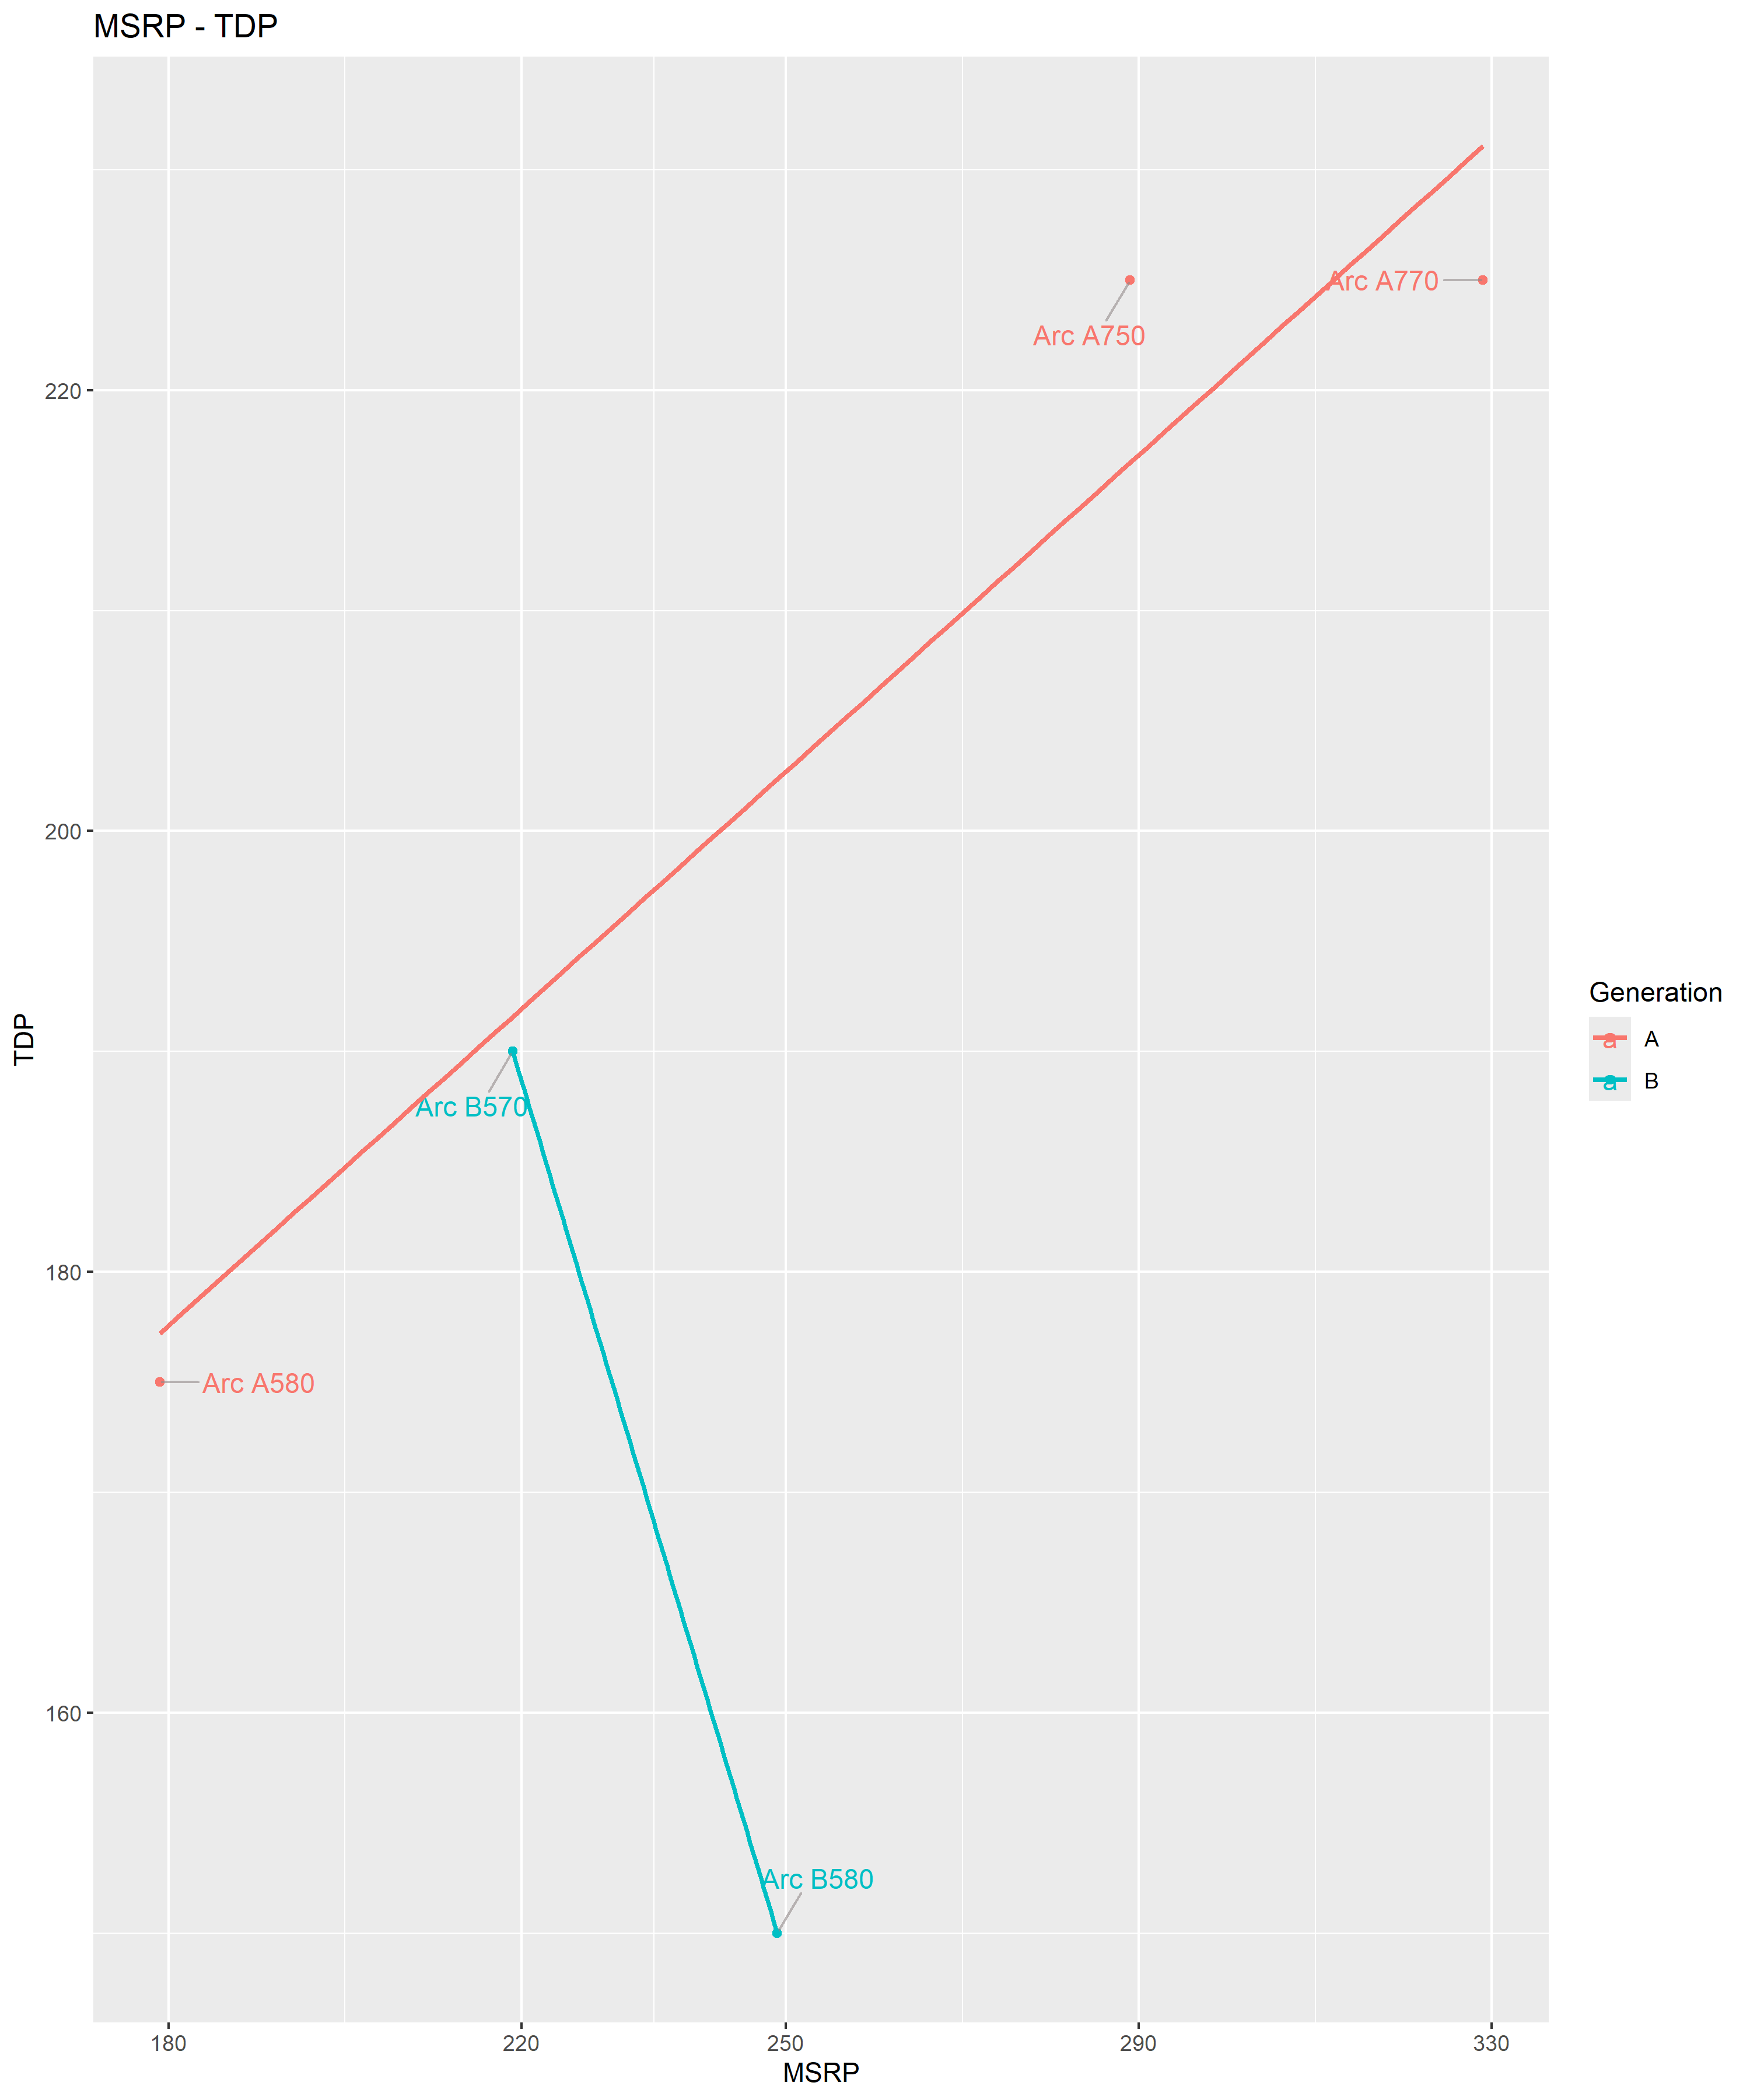 MSRP - TDP
Arc A770
Arc A750
220
200
Arc B570
180
Arc A580
160
Arc B580
180
220
250
290
330
MSRP
TDP
Generation
a A
a B